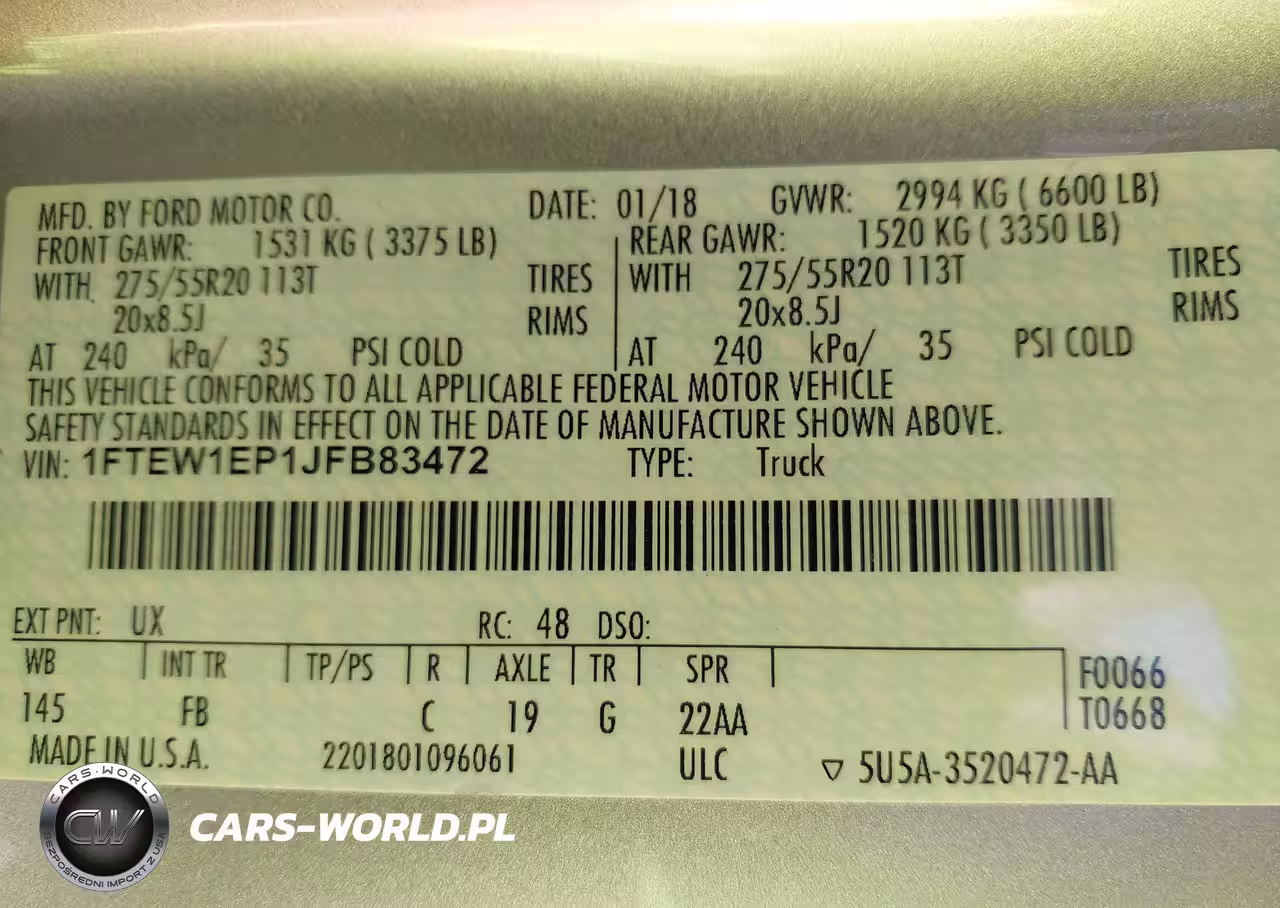 MFD. BY FORD MOTOR CO. DATE: 01/18 GVWR: 2994 KG ( 6600 LB)
FRONT GAWR: 1531 KG ( 3375 LB) REAR GAWR: 1520 KG ( 3350 LB)
WITH 275/55R20 113T TIRES WITH 275/55R20 113T TIRES
20x8.5J RIMS 20x8.5J RIMS
AT 240 kPa/ 35 PSI COLD AT 240 kPa/ 35 PSI COLD
THIS VEHICLE CONFORMS TO ALL APPLICABLE FEDERAL MOTOR VEHICLE
SAFETY STANDARDS IN EFFECT ON THE DATE OF MANUFACTURE SHOWN ABOVE.
VIN: 1FTEW1EP1JFB83472 TYPE: Truck
EXT PNT: UX RC: 48 DSO:
WB INT TR TP/PS R AXLE TR SPR F0066
145 FB C 19 G 22AA T0668
MADE IN U.S.A. 2201801096061 ULC ▽ 5U5A-3520472-AA
CARS-WORLD
CW
BEZPOŚREDNI IMPORT Z USA
CARS-WORLD.PL